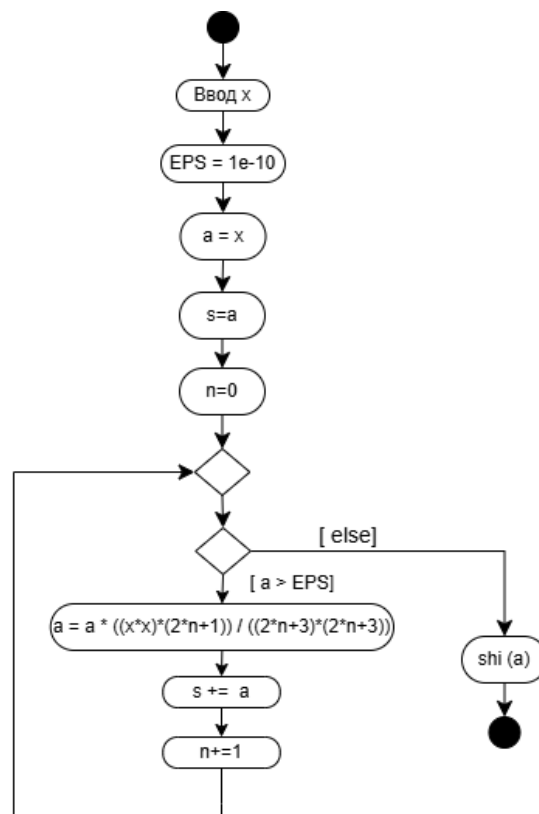 Ввод x
EPS = 1e-10
a = x
s=a
n=0
[ else]
[ a > EPS]
a = a * ((x*x)*(2*n+1)) / ((2*n+3)*(2*n+3))
shi (a)
s += a
n+=1